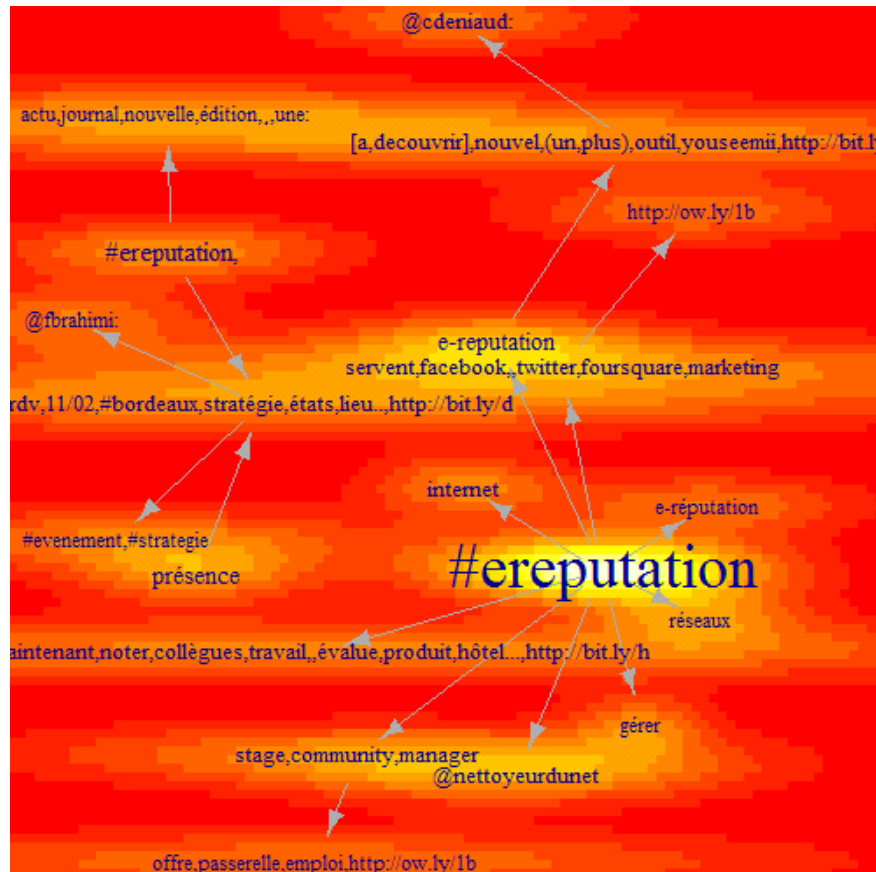 @cdeniaud:
actu,journal,nouvelle,édition,¸,une:
[a,decouvrir],nouvel,(un,plus),outil,youseemii,http://bit.ly
http://ow.ly/1b
#ereputation,
@fbrahimi:
e-reputation
servent,facebook,,twitter,foursquare,marketing
rdv,11/02,#bordeaux,stratégie,états,lieu..,http://bit.ly/d
internet
e-réputation
#evenement,#strategie
#ereputation
présence
réseaux
aintenant,noter,collègues,travail,,évalue,produit,hôtel...,http://bit.ly/h
gérer
stage,community,manager
@nettoyeurdunet
offre,passerelle,emploi,http://ow.ly/1b